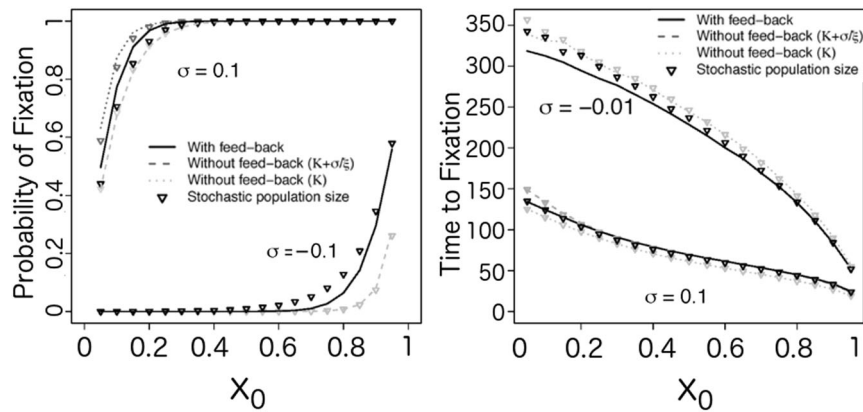 Probability of Fixation
1
0.8
0.6
0.4
0.2
0
σ = 0.1
With feed-back
Without feed-back (K+σ/ξ)
Without feed-back (K)
Stochastic population size
σ =-0.1
0 0.2 0.4 0.6 0.8 1
X0
Time to Fixation
350
300
250
200
150
100
50
0
With feed-back
Without feed-back (K+σ/ξ)
Without feed-back (K)
Stochastic population size
σ = -0.01
σ = 0.1
0 0.2 0.4 0.6 0.8 1
X0